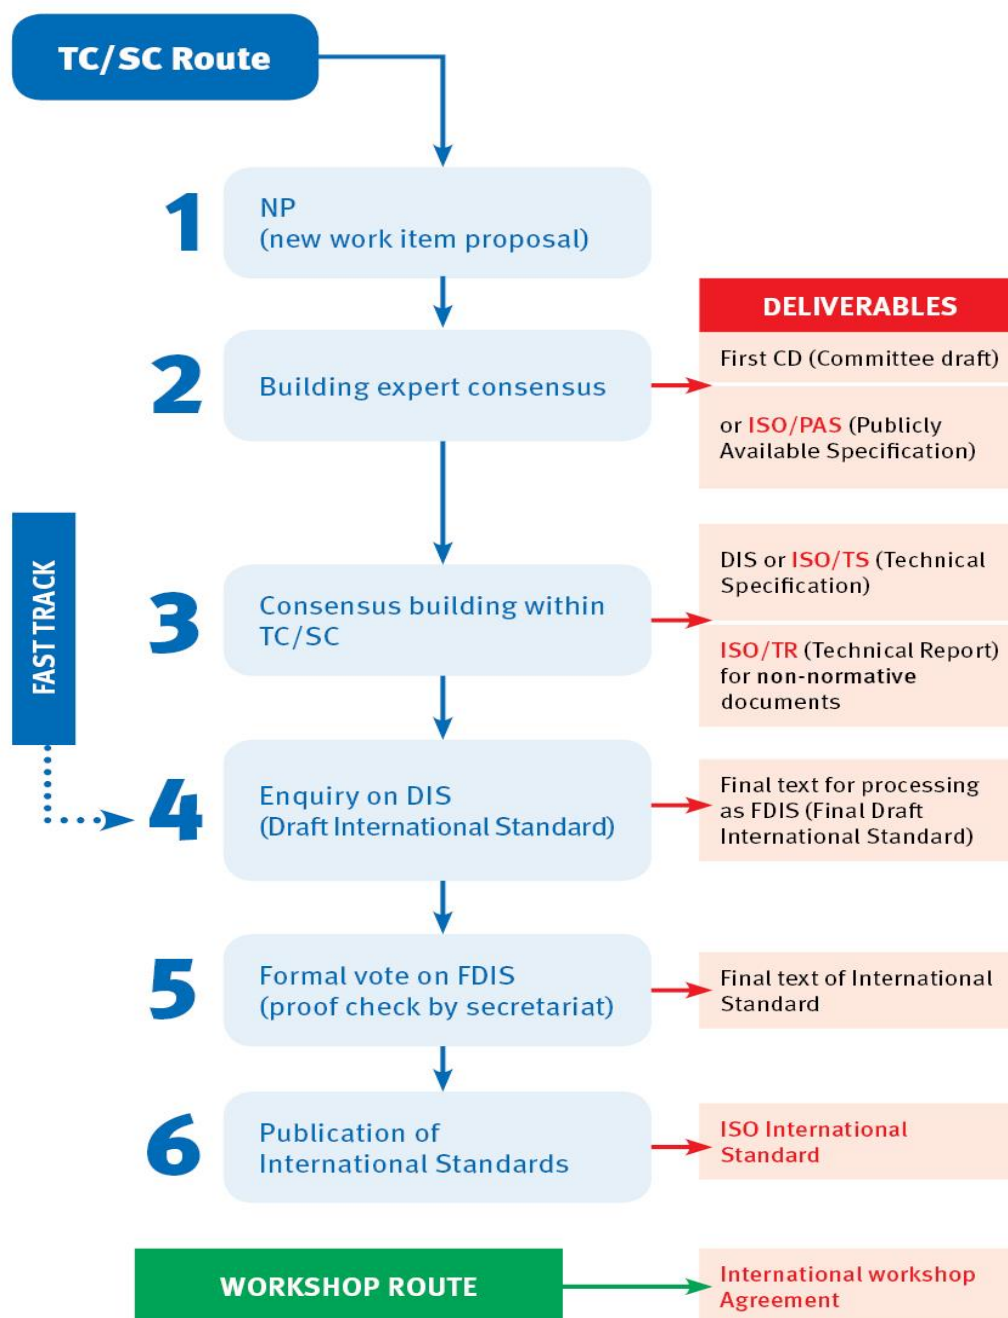 TC/SC Route
1
NP
(new work item proposal)
DELIVERABLES
2
Building expert consensus
First CD (Committee draft)
or ISO/PAS (Publicly
Available Specification)
FAST TRACK
3
Consensus building within
TC/SC
DIS or ISO/TS (Technical
Specification)
ISO/TR (Technical Report)
for non-normative
documents
4
Enquiry on DIS
(Draft International Standard)
Final text for processing
as FDIS (Final Draft
International Standard)
5
Formal vote on FDIS
(proof check by secretariat)
Final text of International
Standard
6
Publication of
International Standards
ISO International
Standard
WORKSHOP ROUTE
International workshop
Agreement